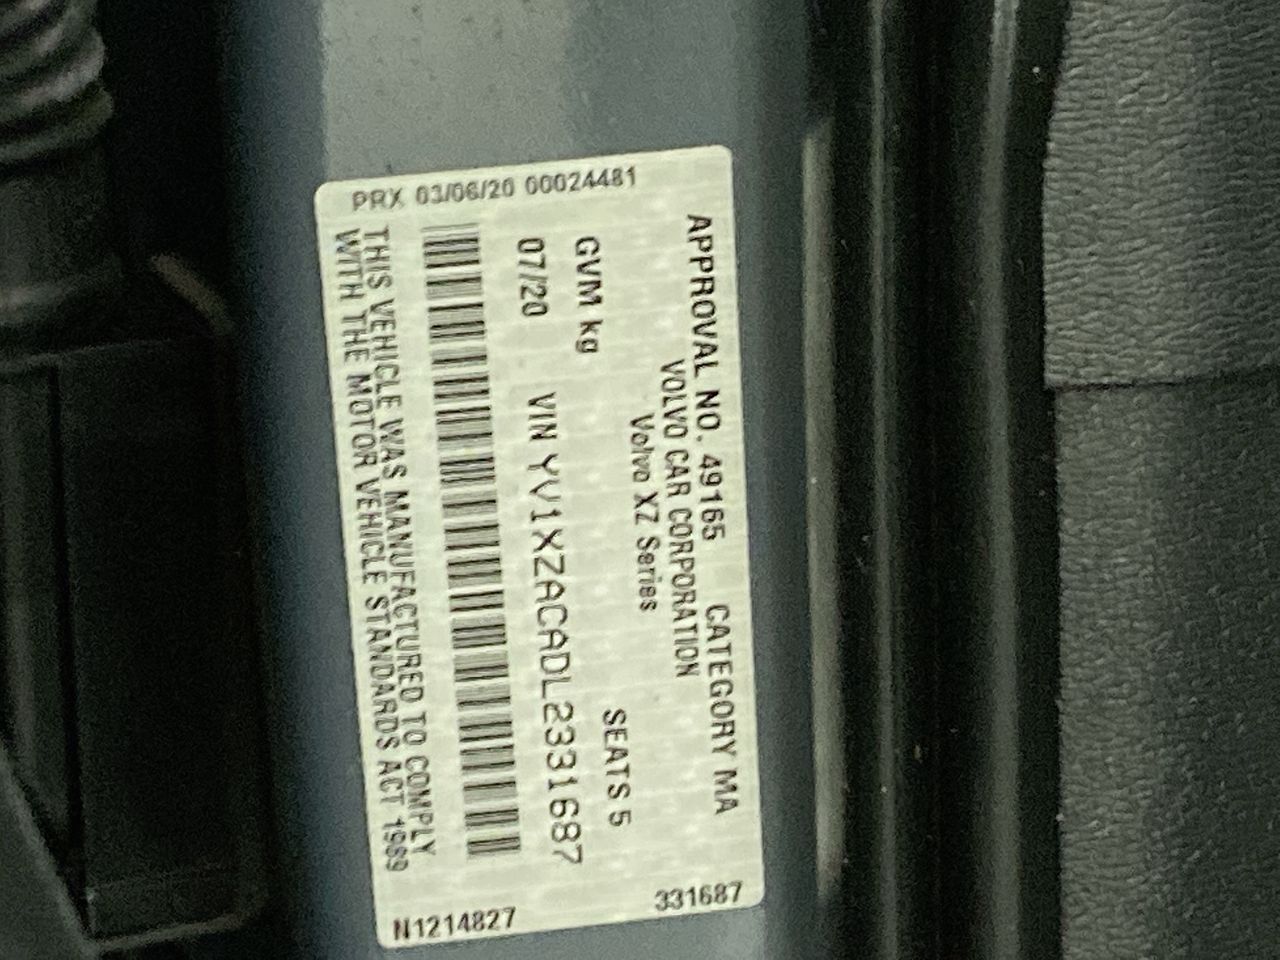 APPROVAL NO. 49165 CATEGORY MA
VOLVO CAR CORPORATION
Volvo XZ Series
GVM kg SEATS 5
07/20 VIN YV1XZACADL2331687
THIS VEHICLE WAS MANUFACTURED TO COMPLY
WITH THE MOTOR VEHICLE STANDARDS ACT 1989
PRX 03/06/20 00024481
N1214827
331687